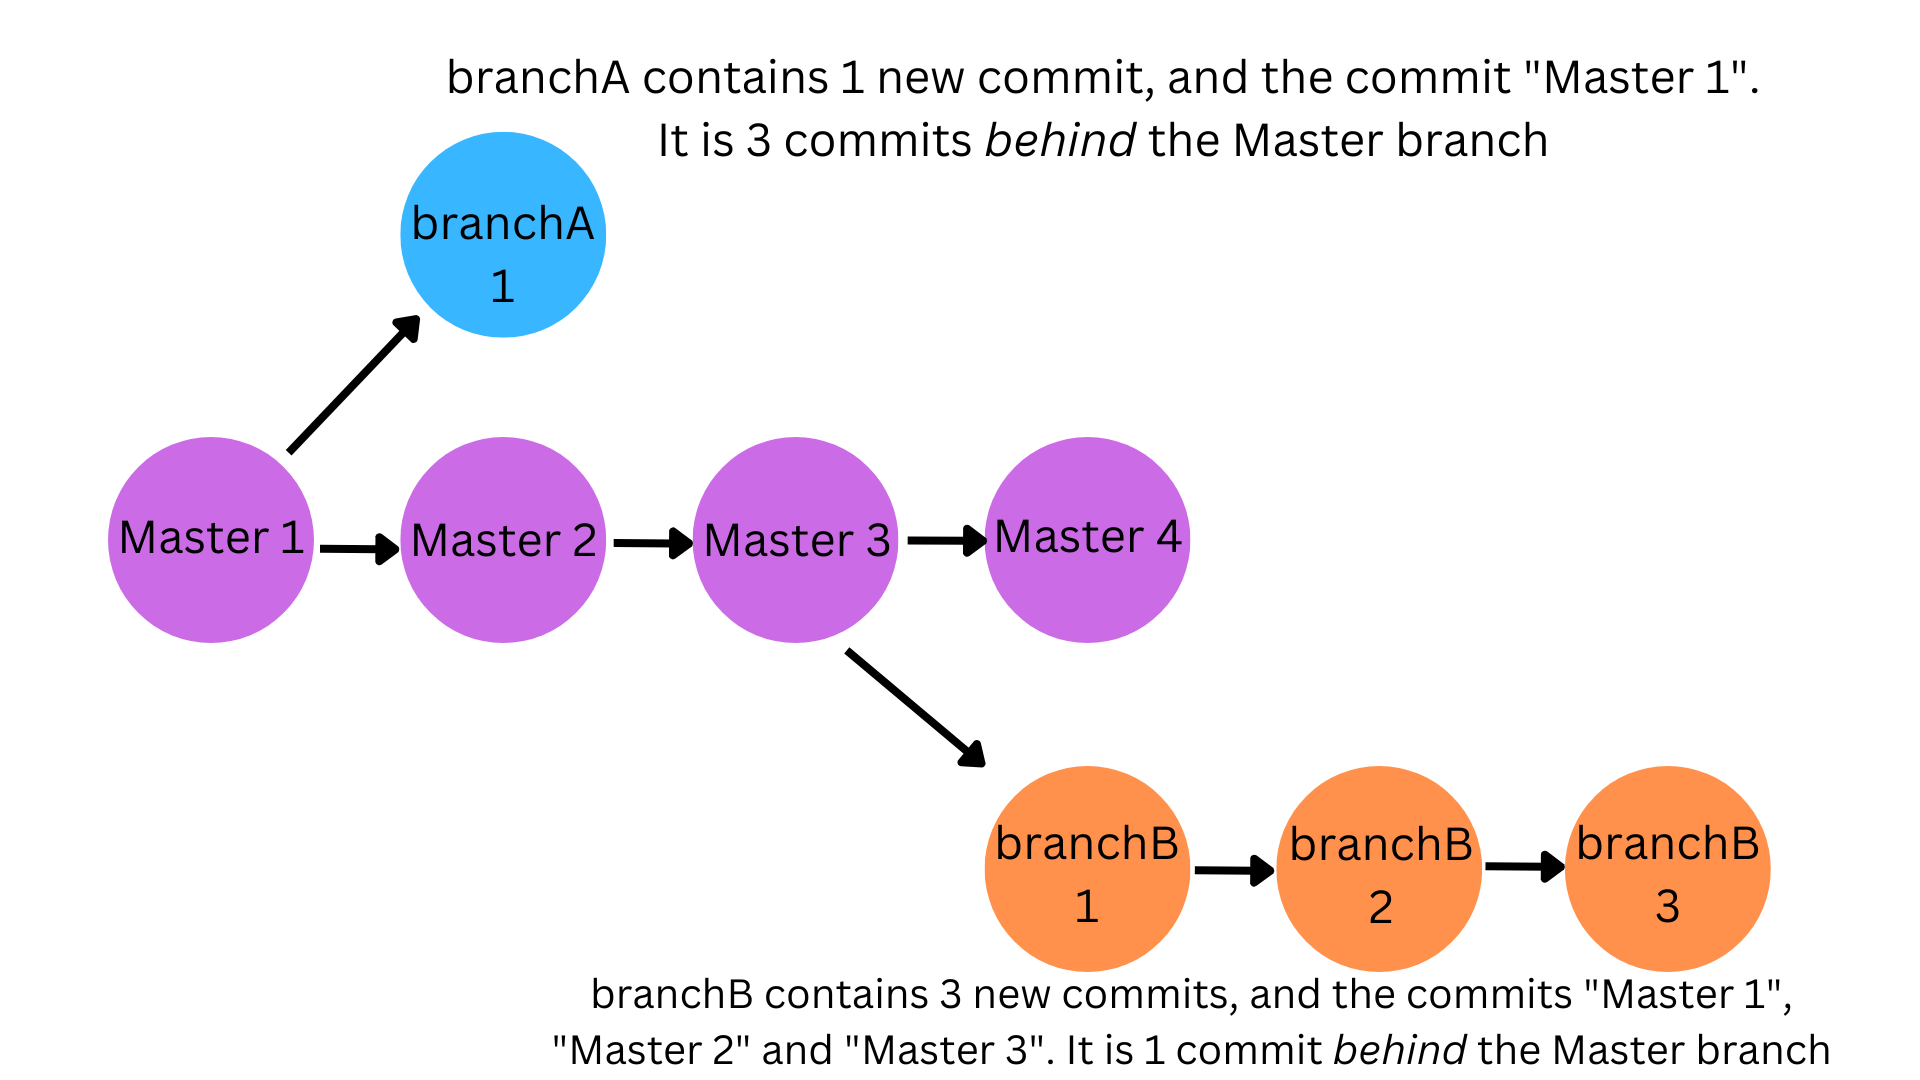 branchA contains 1 new commit, and the commit "Master 1".
It is 3 commits behind the Master branch
branchA
1
Master 1
Master 2
Master 3
Master 4
branchB
1
branchB
2
branchB
3
branchB contains 3 new commits, and the commits "Master 1",
"Master 2" and "Master 3". It is 1 commit behind the Master branch